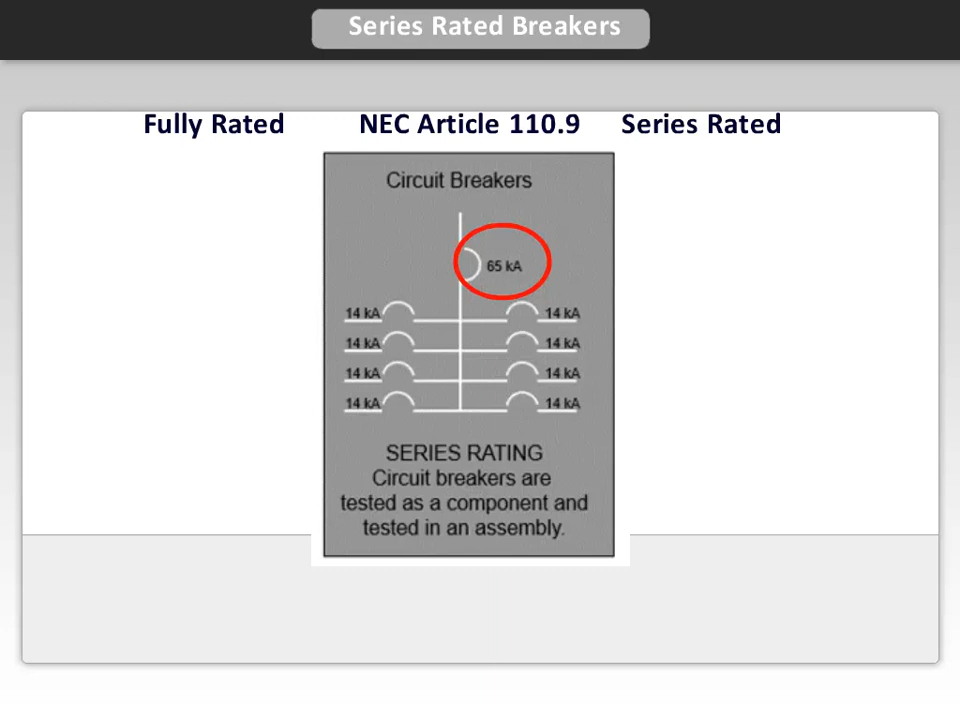 Series Rated Breakers
Fully Rated NEC Article 110.9 Series Rated
Circuit Breakers
65 kA
14 kA 14 kA
14 kA 14 kA
14 kA 14 kA
14 kA 14 kA
SERIES RATING
Circuit breakers are
tested as a component and
tested in an assembly.